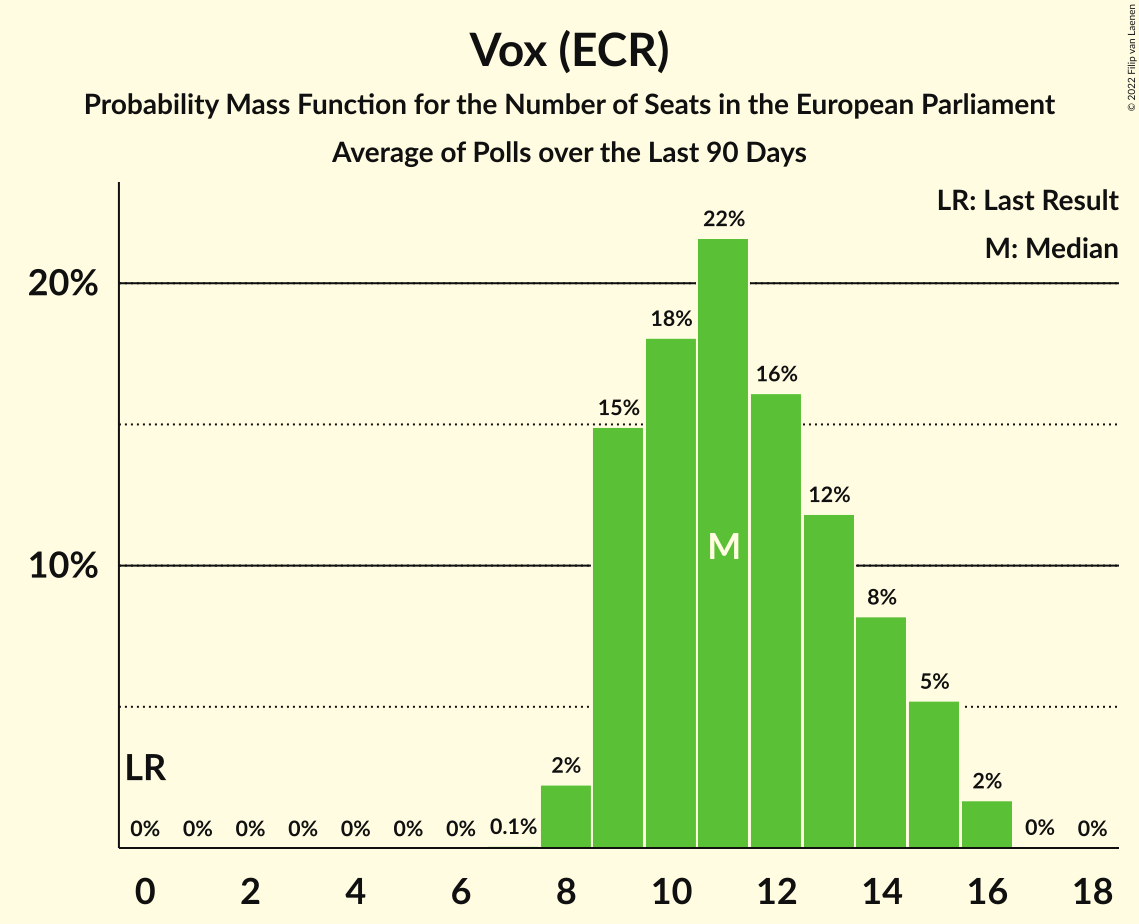 Vox (ECR)
Probability Mass Function for the Number of Seats in the European Parliament
Average of Polls over the Last 90 Days
© 2022 Filip van Laenen
LR: Last Result
M: Median
20%
10%
22%
18%
16%
15%
12%
8%
5%
2%
2%
M
LR
0% 0% 0% 0% 0% 0% 0% 0.1% 0% 0%
0 2 4 6 8 10 12 14 16 18